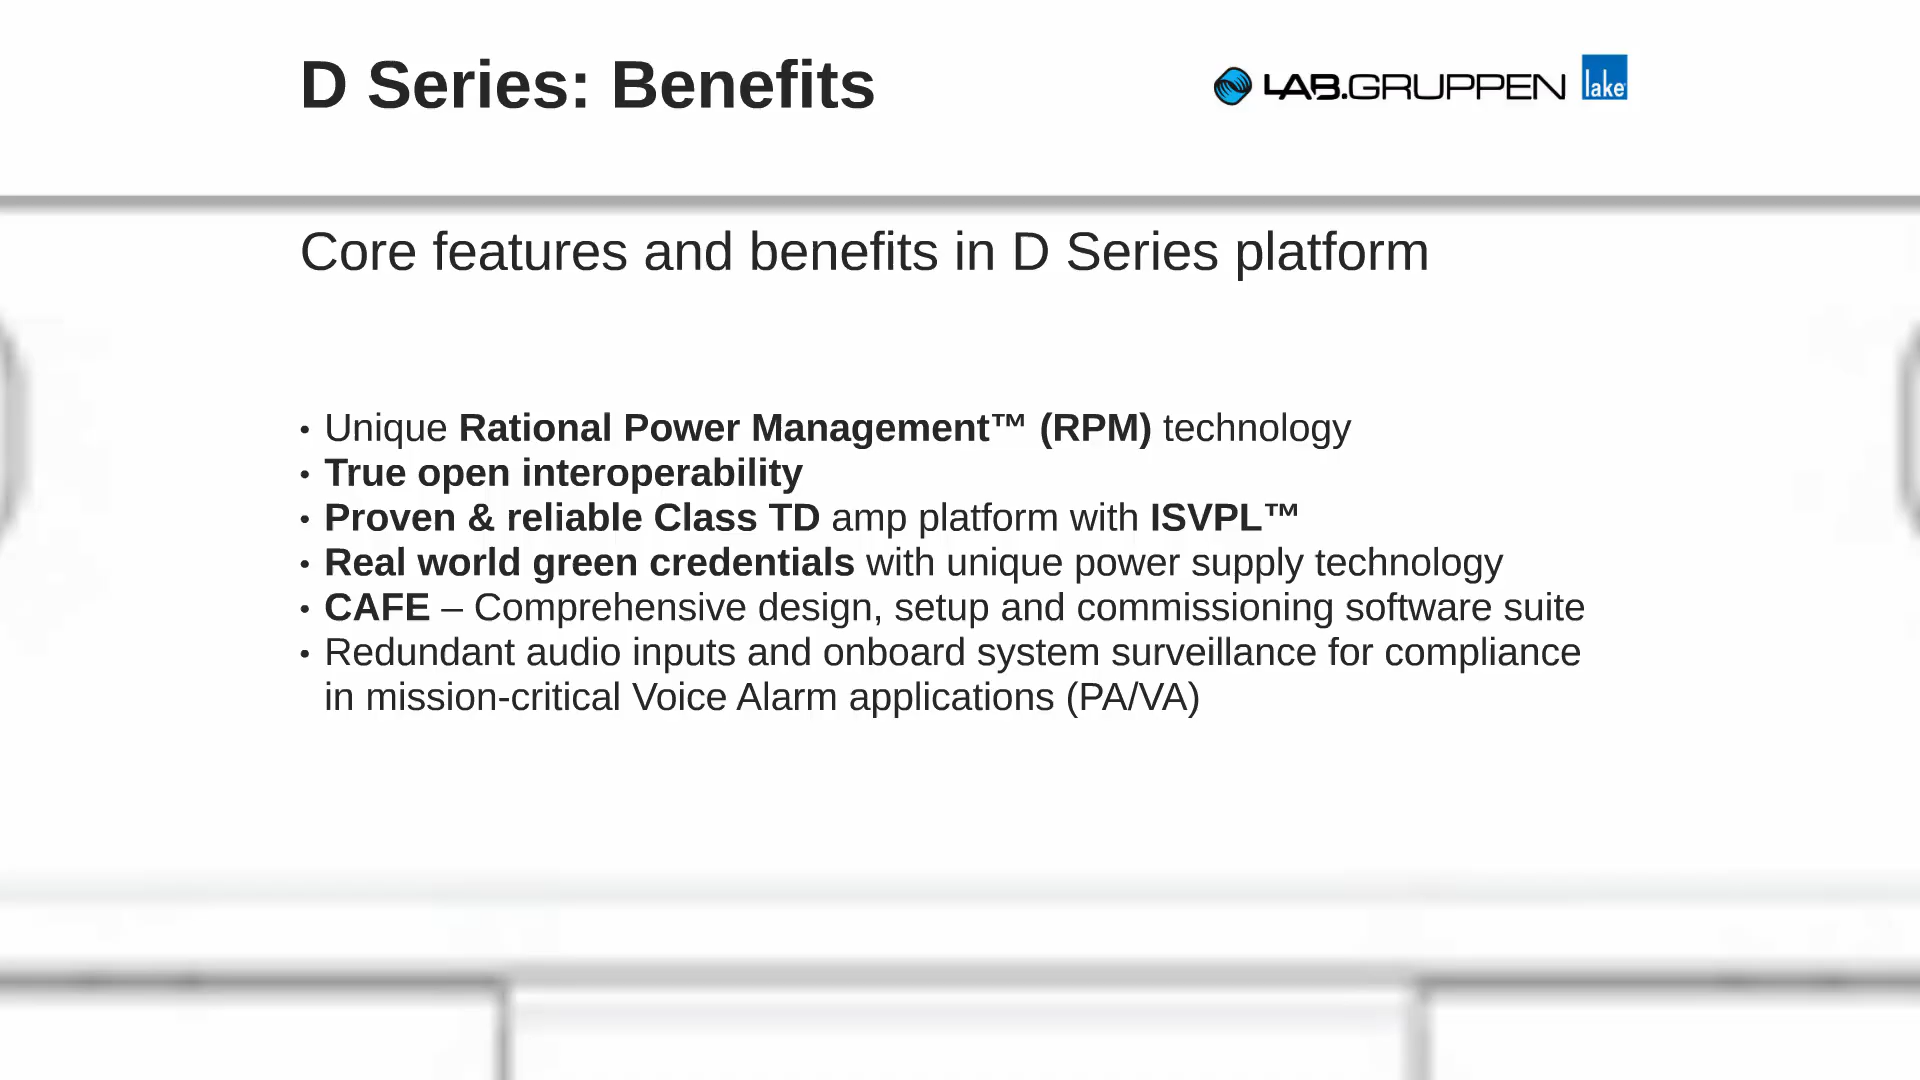 D Series: Benefits
LAB.GRUPPEN lake
Core features and benefits in D Series platform
• Unique Rational Power Management™ (RPM) technology
• True open interoperability
• Proven & reliable Class TD amp platform with ISVPL™
• Real world green credentials with unique power supply technology
• CAFE – Comprehensive design, setup and commissioning software suite
• Redundant audio inputs and onboard system surveillance for compliance
in mission-critical Voice Alarm applications (PA/VA)